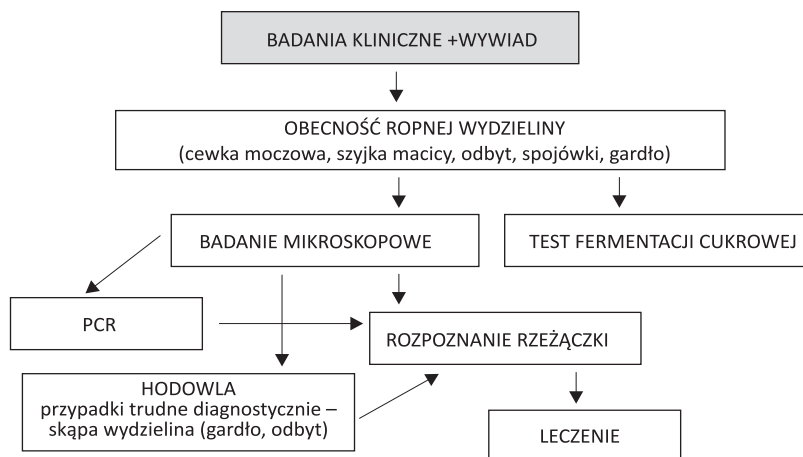 BADANIA KLINICZNE +WYWIAD
OBECNOŚĆ ROPNEJ WYDZIELINY
(cewka moczowa, szyjka macicy, odbyt, spojówki, gardło)
BADANIE MIKROSKOPOWE
TEST FERMENTACJI CUKROWEJ
PCR
ROZPOZNANIE RZEŻĄCZKI
HODOWLA
przypadki trudne diagnostycznie –
skąpa wydzielina (gardło, odbyt)
LECZENIE